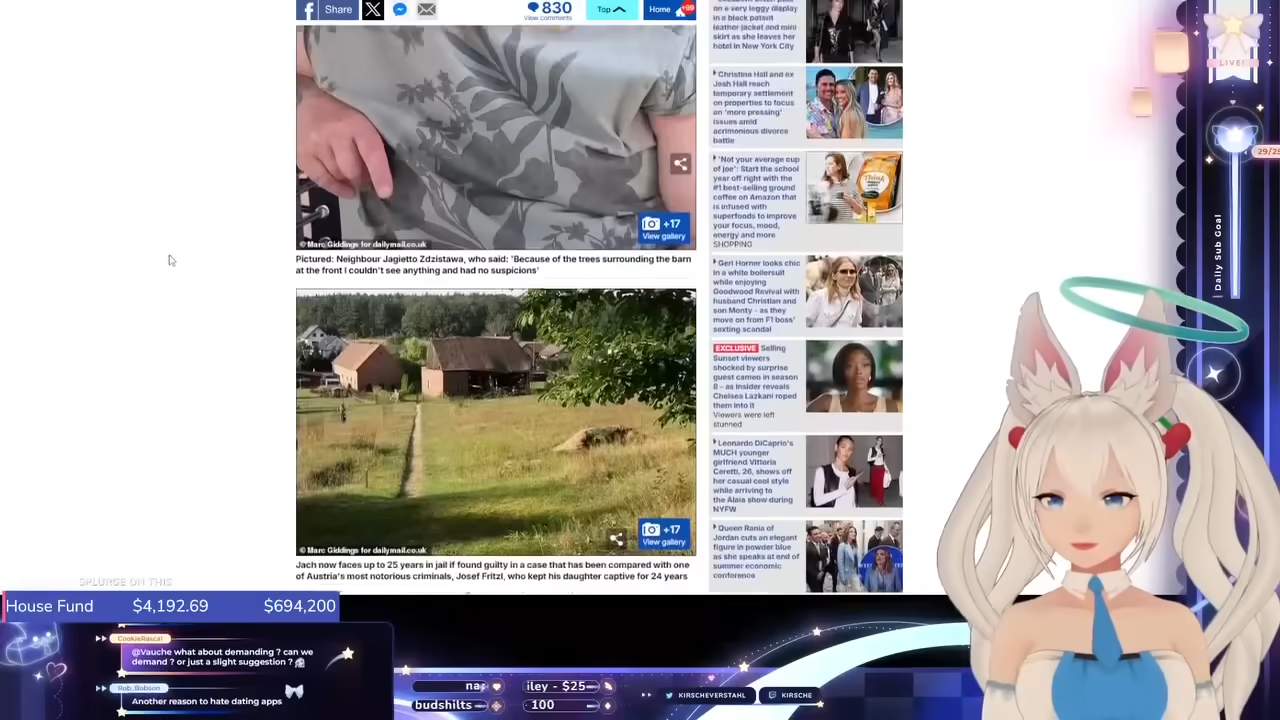 Share
830
View comments
Top
Home
+99
on a very leggy display
in a black patent
leather jacket and mini
skirt as she leaves her
hotel in New York City
Christina Hall and ex
Josh Hall reach
temporary settlement
on properties to focus
on 'more pressing'
issues amid
acrimonious divorce
battle
'Not your average cup
of joe': Start the school
year off right with the
#1 best-selling ground
coffee on Amazon that
is infused with
superfoods to improve
your focus, mood,
energy and more
SHOPPING
Geri Horner looks chic
in a white boilersuit
while enjoying
Goodwood Revival with
husband Christian and
son Monty - as they
move on from F1 boss'
sexting scandal
EXCLUSIVE Selling
Sunset viewers
shocked by surprise
guest cameo in season
8 - as insider reveals
Chelsea Lazkani roped
them into it
Viewers were left
stunned
Leonardo DiCaprio's
MUCH younger
girlfriend Vittoria
Ceretti, 26, shows off
her casual cool style
while arriving to
the Alaia show during
NYFW
Queen Rania of
Jordan cuts an elegant
figure in powder blue
as she speaks at end of
summer economic
conference
+17
View gallery
© Marc Giddings for dailymail.co.uk
Pictured: Neighbour Jagietto Zdzistawa, who said: 'Because of the trees surrounding the barn
at the front I couldn't see anything and had no suspicions'
+17
View gallery
© Marc Giddings for dailymail.co.uk
Jach now faces up to 25 years in jail if found guilty in a case that has been compared with one
of Austria's most notorious criminals, Josef Fritzl, who kept his daughter captive for 24 years
LIVE!
29/25
Daily Sub Goal
SPLURGE ON THIS
House Fund $4,192.69 $694,200
CookieRascal
@Vauche what about demanding ? can we
demand ? or just a slight suggestion ?
Rob_Bobson
Another reason to hate dating apps
na
iley - $25
budshilts
100
KIRSCHEVERSTAHL
KIRSCHE